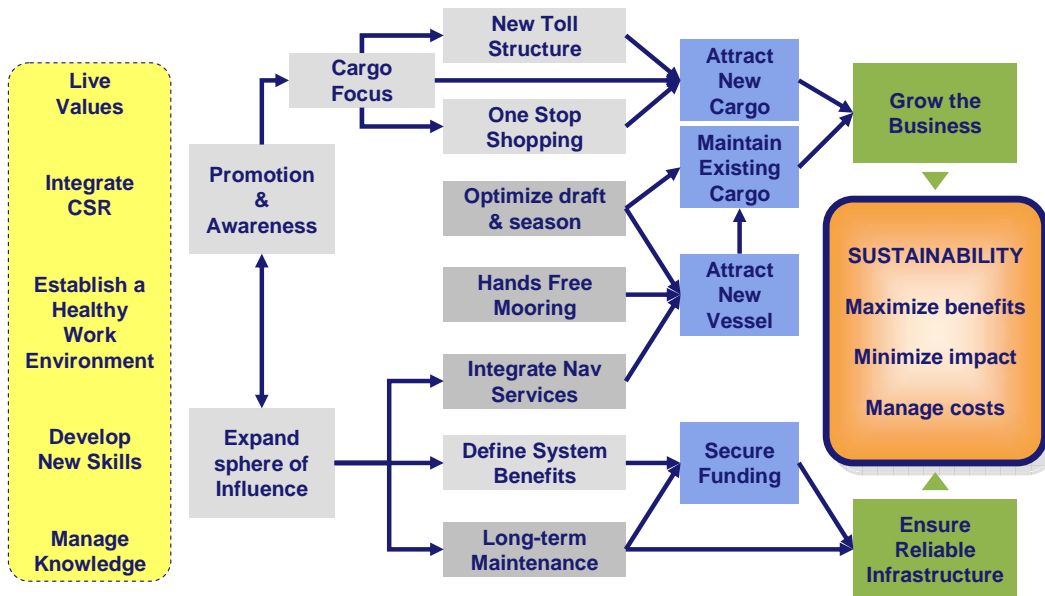 Live
Values
Integrate
CSR
Establish a
Healthy
Work
Environment
Develop
New Skills
Manage
Knowledge
Promotion
&
Awareness
Expand
sphere of
Influence
Cargo
Focus
New Toll
Structure
One Stop
Shopping
Optimize draft
& season
Hands Free
Mooring
Integrate Nav
Services
Define System
Benefits
Long-term
Maintenance
Attract
New
Cargo
Maintain
Existing
Cargo
Attract
New
Vessel
Secure
Funding
Grow the
Business
SUSTAINABILITY
Maximize benefits
Minimize impact
Manage costs
Ensure
Reliable
Infrastructure